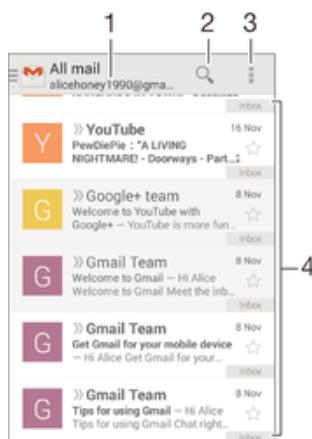 1
2
3
All mail
alicehoney1990@gma...
Inbox
Y
YouTube
16 Nov
PewDiePie : "A LIVING
NIGHTMARE! - Doorways - Part...
Inbox
G
Google+ team
8 Nov
Welcome to YouTube with
Google+ – YouTube is more fun...
Inbox
G
Gmail Team
8 Nov
Welcome to Gmail – Hi Alice
Welcome to Gmail Meet the inb...
Inbox
4
G
Gmail Team
8 Nov
Get Gmail for your mobile device
– Hi Alice Get Gmail for your...
Inbox
G
Gmail Team
8 Nov
Tips for using Gmail – Hi Alice
Tips for using Gmail Chat right...
Inbox